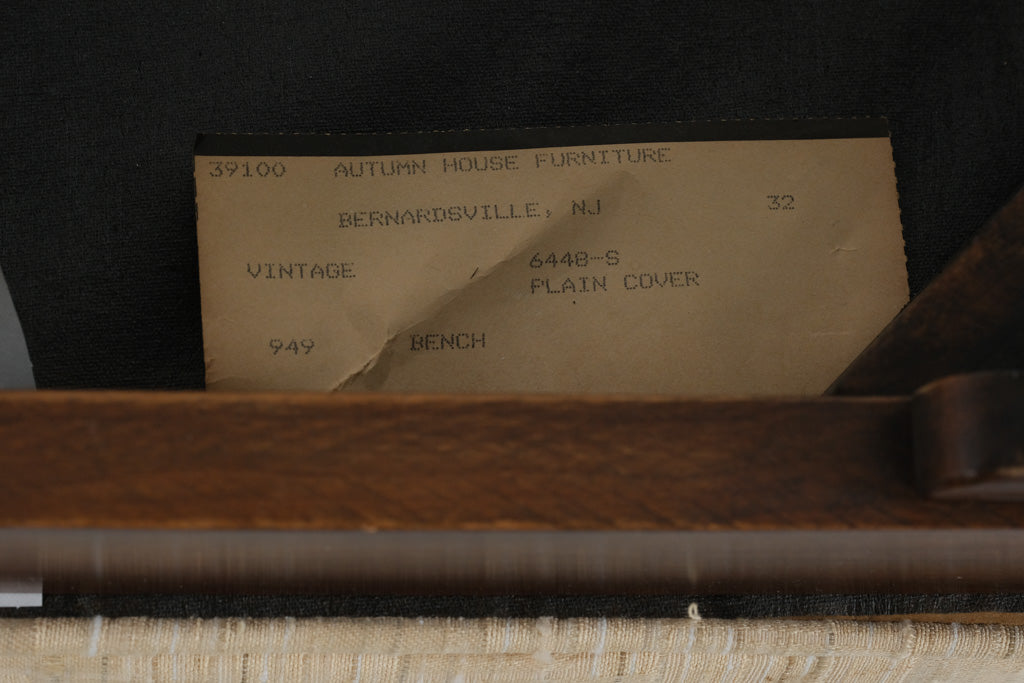 39100 AUTUMN HOUSE FURNITURE
BERNARDSVILLE, NJ 32
VINTAGE 6448-S
PLAIN COVER
949 BENCH